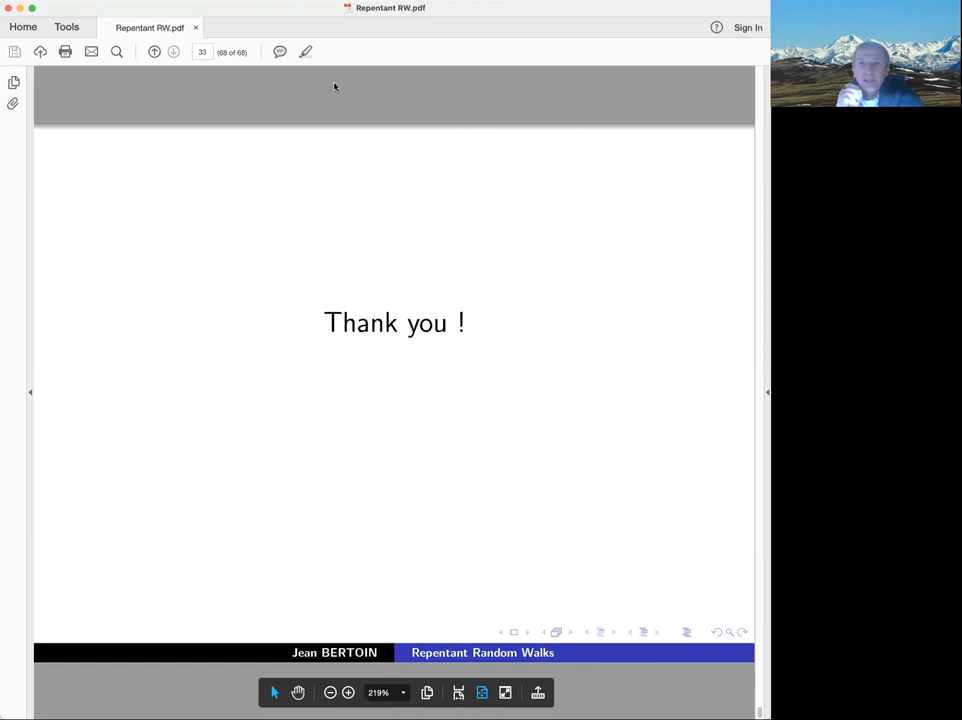 Repentant RW.pdf
Home Tools Repentant RW.pdf × Sign In
33 (68 of 68)
Thank you !
Jean BERTOIN Repentant Random Walks
219%